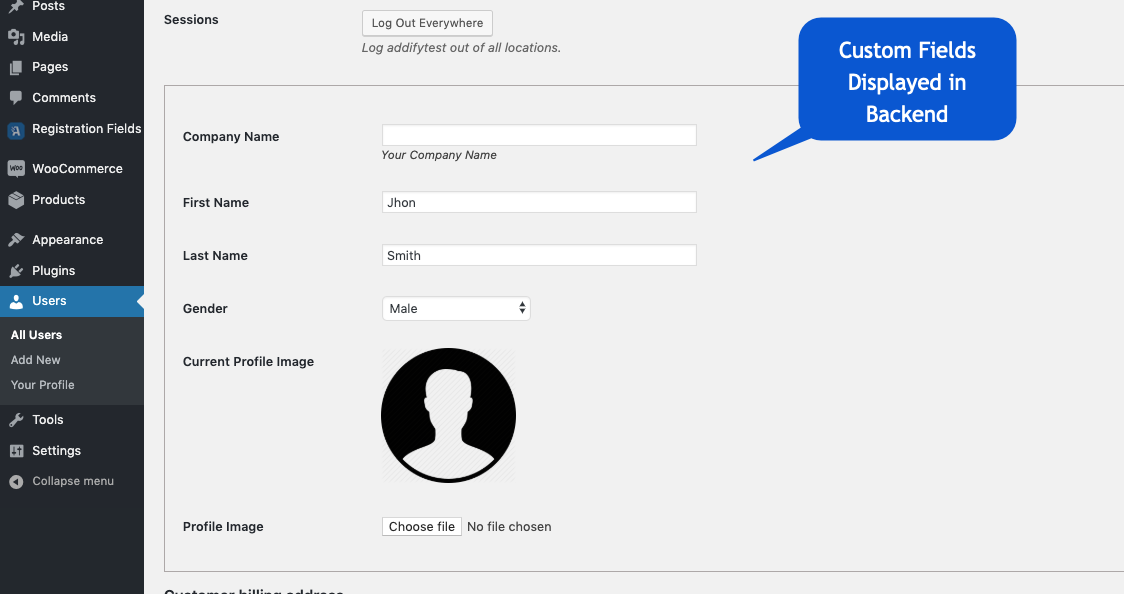 Posts
Media
Pages
Comments
Registration Fields
WooCommerce
Products
Appearance
Plugins
Users
All Users
Add New
Your Profile
Tools
Settings
Collapse menu
Sessions
Log Out Everywhere
Log addifytest out of all locations.
Custom Fields
Displayed in
Backend
Company Name
Your Company Name
First Name
Jhon
Last Name
Smith
Gender
Male
Current Profile Image
Profile Image
Choose file No file chosen
Customer billing address